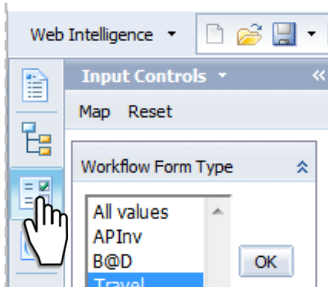 Web Intelligence
Input Controls
Map Reset
Workflow Form Type
All values
APInv
B@D
OK
Travel